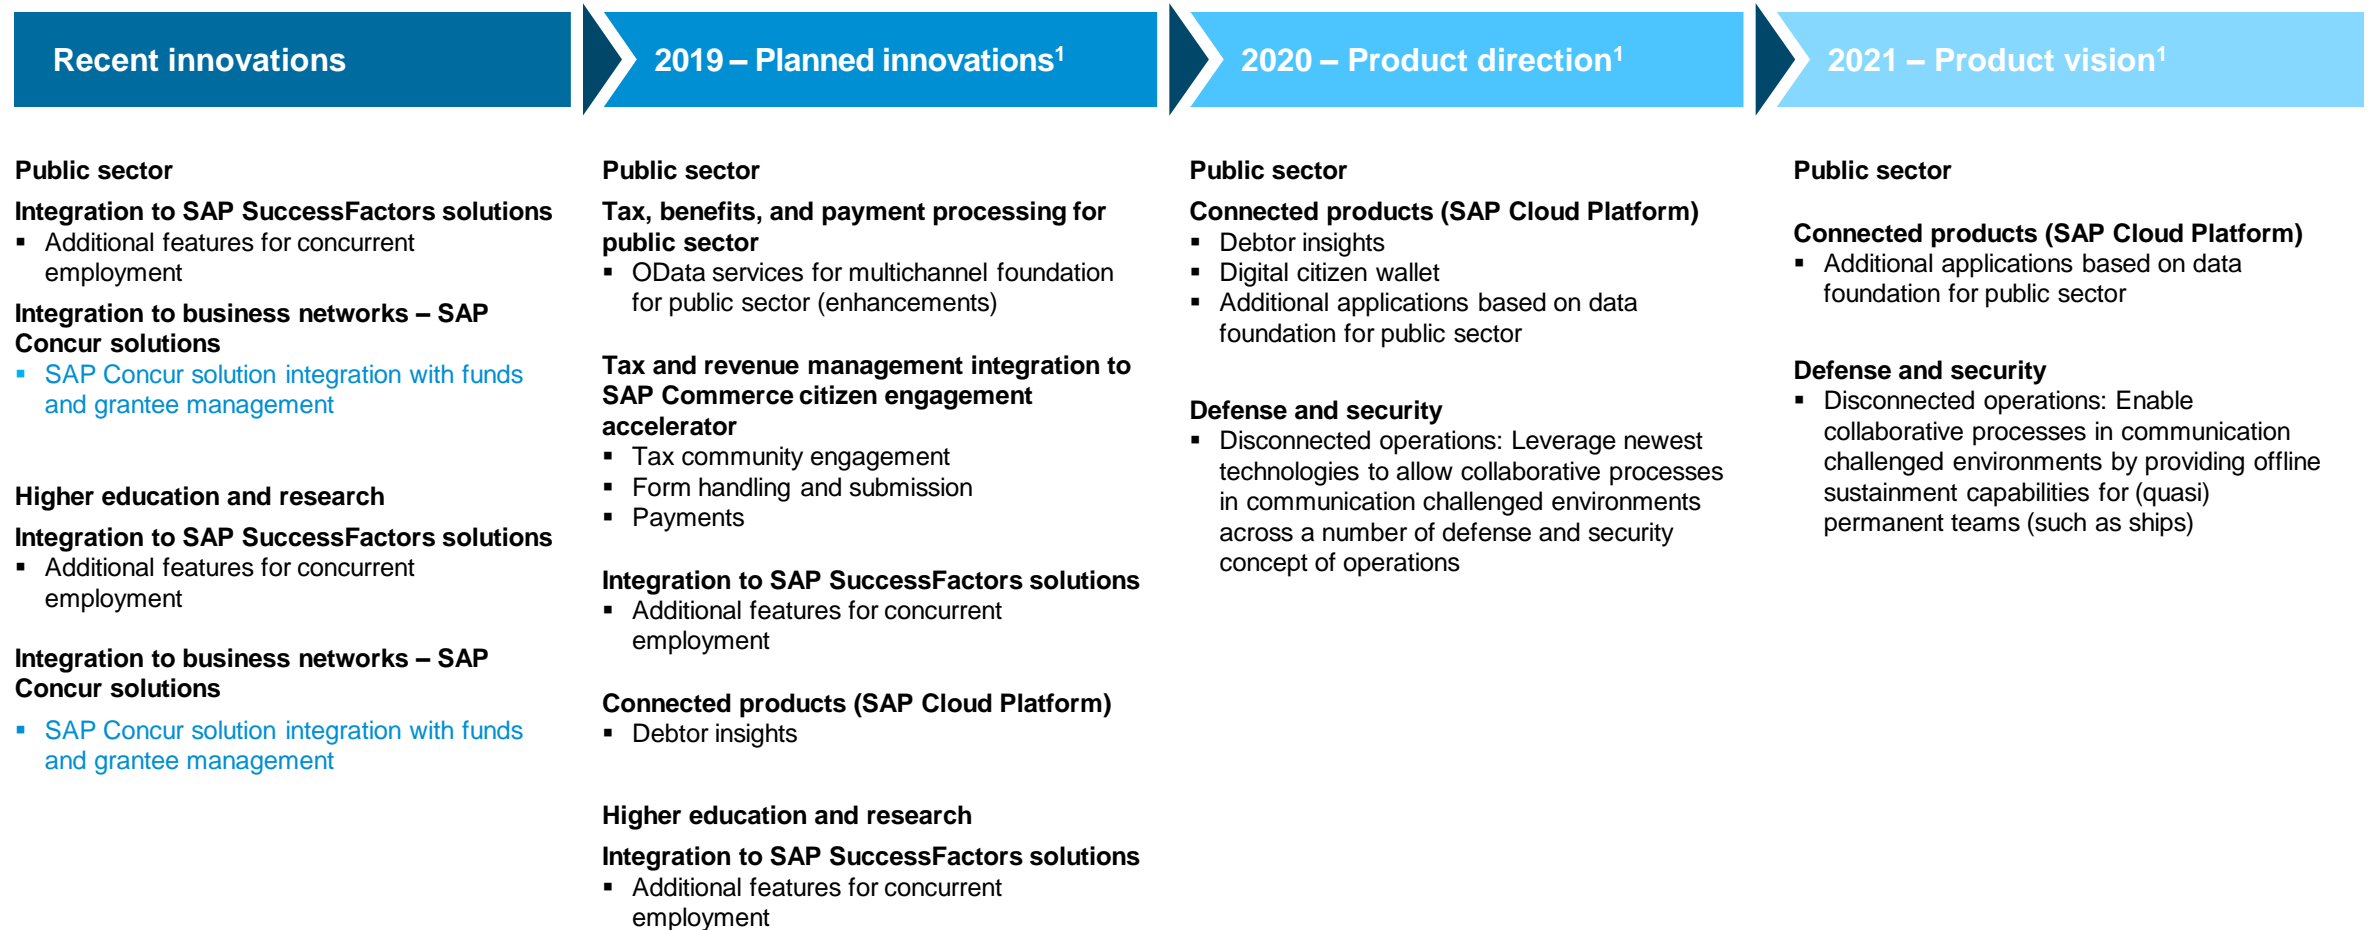 Recent innovations
2019 – Planned innovations¹
2020 – Product direction¹
2021 – Product vision¹
Public sector
Integration to SAP SuccessFactors solutions
▪ Additional features for concurrent
employment
Integration to business networks – SAP
Concur solutions
▪ SAP Concur solution integration with funds
and grantee management
Higher education and research
Integration to SAP SuccessFactors solutions
▪ Additional features for concurrent
employment
Integration to business networks – SAP
Concur solutions
▪ SAP Concur solution integration with funds
and grantee management
Public sector
Tax, benefits, and payment processing for
public sector
▪ OData services for multichannel foundation
for public sector (enhancements)
Tax and revenue management integration to
SAP Commerce citizen engagement
accelerator
▪ Tax community engagement
▪ Form handling and submission
▪ Payments
Integration to SAP SuccessFactors solutions
▪ Additional features for concurrent
employment
Connected products (SAP Cloud Platform)
▪ Debtor insights
Higher education and research
Integration to SAP SuccessFactors solutions
▪ Additional features for concurrent
employment
Public sector
Connected products (SAP Cloud Platform)
▪ Debtor insights
▪ Digital citizen wallet
▪ Additional applications based on data
foundation for public sector
Defense and security
▪ Disconnected operations: Leverage newest
technologies to allow collaborative processes
in communication challenged environments
across a number of defense and security
concept of operations
Public sector
Connected products (SAP Cloud Platform)
▪ Additional applications based on data
foundation for public sector
Defense and security
▪ Disconnected operations: Enable
collaborative processes in communication
challenged environments by providing offline
sustainment capabilities for (quasi)
permanent teams (such as ships)